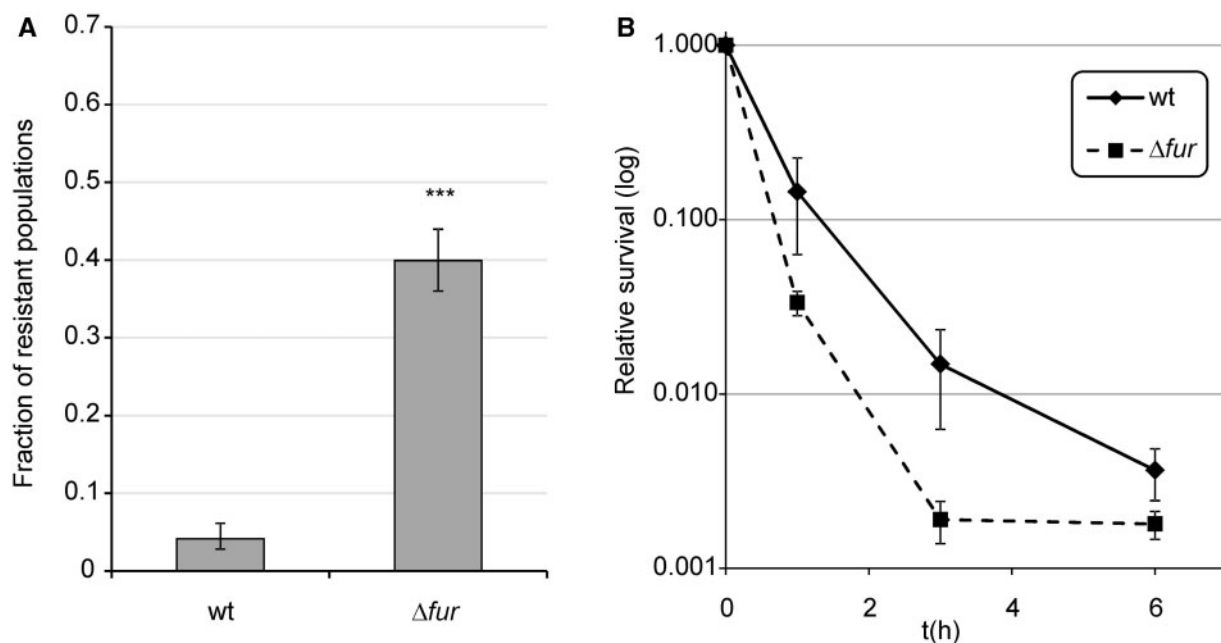 A
Fraction of resistant populations
0.7
0.6
0.5
0.4
0.3
0.2
0.1
0
***
wt
Δfur
B
Relative survival (log)
1.000
0.100
0.010
0.001
wt
Δfur
0
2
4
6
t(h)